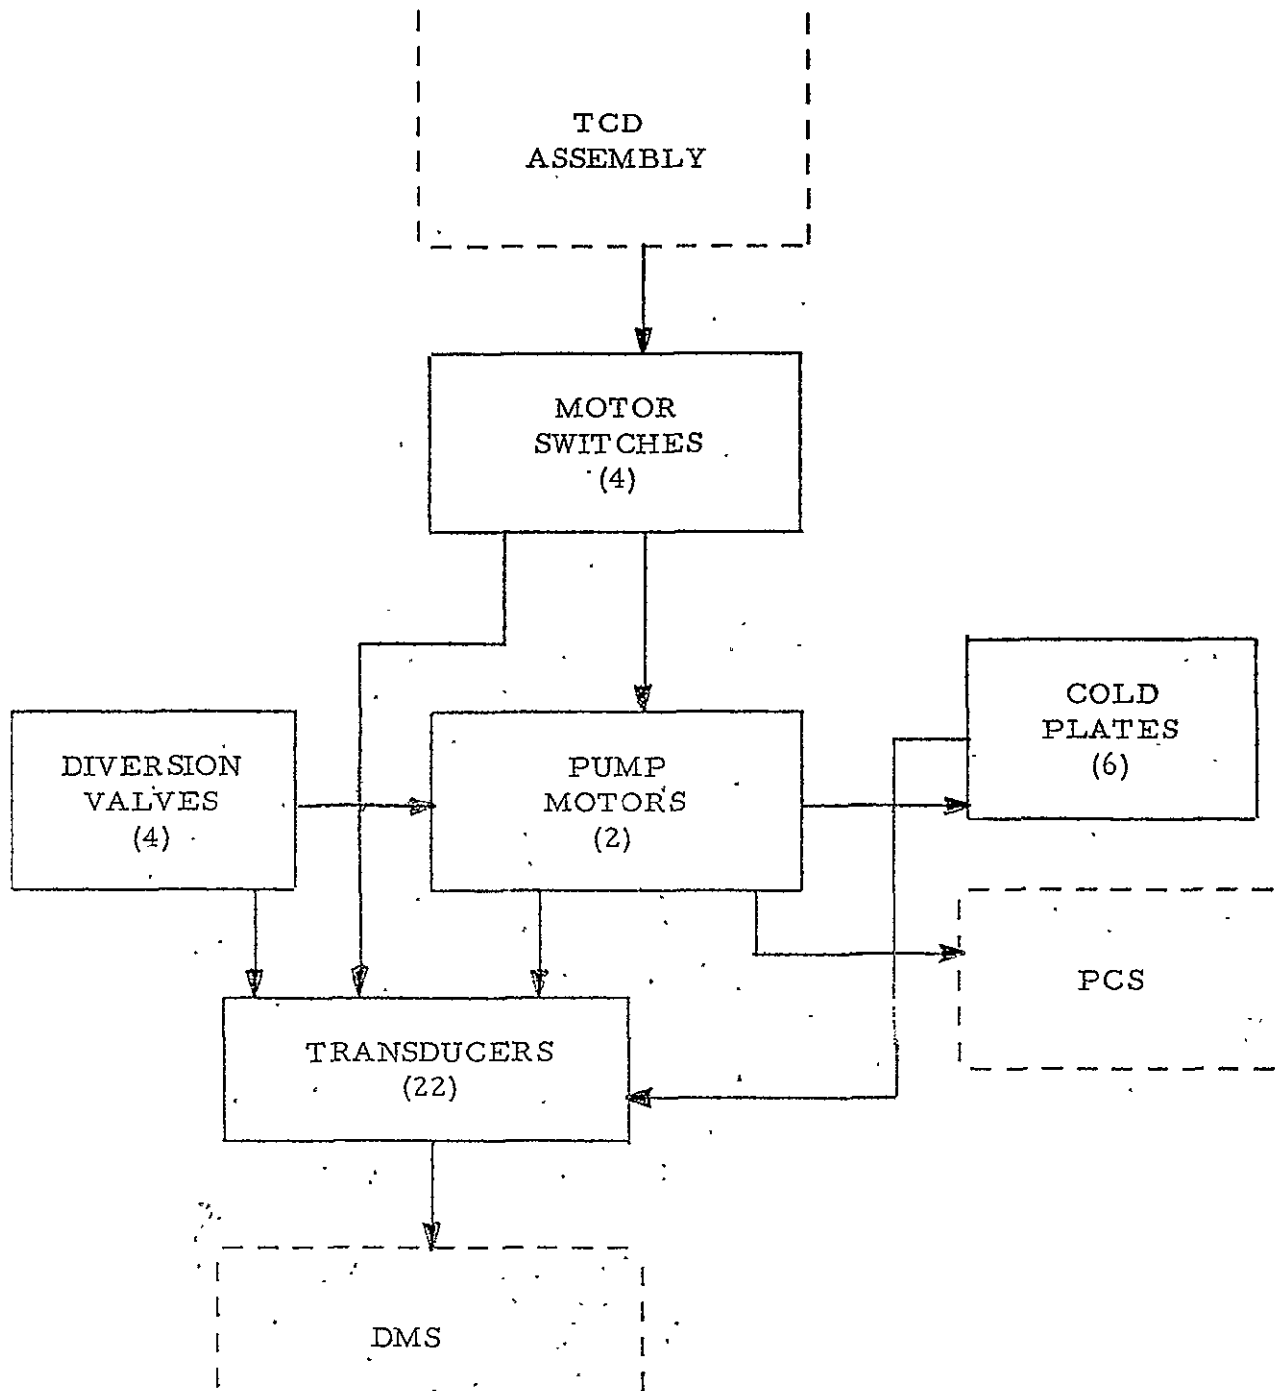 TCD
ASSEMBLY
MOTOR
SWITCHES
(4)
COLD
PLATES
(6)
DIVERSION
VALVES
(4)
PUMP
MOTORS
(2)
PCS
TRANSDUCERS
(22)
DMS